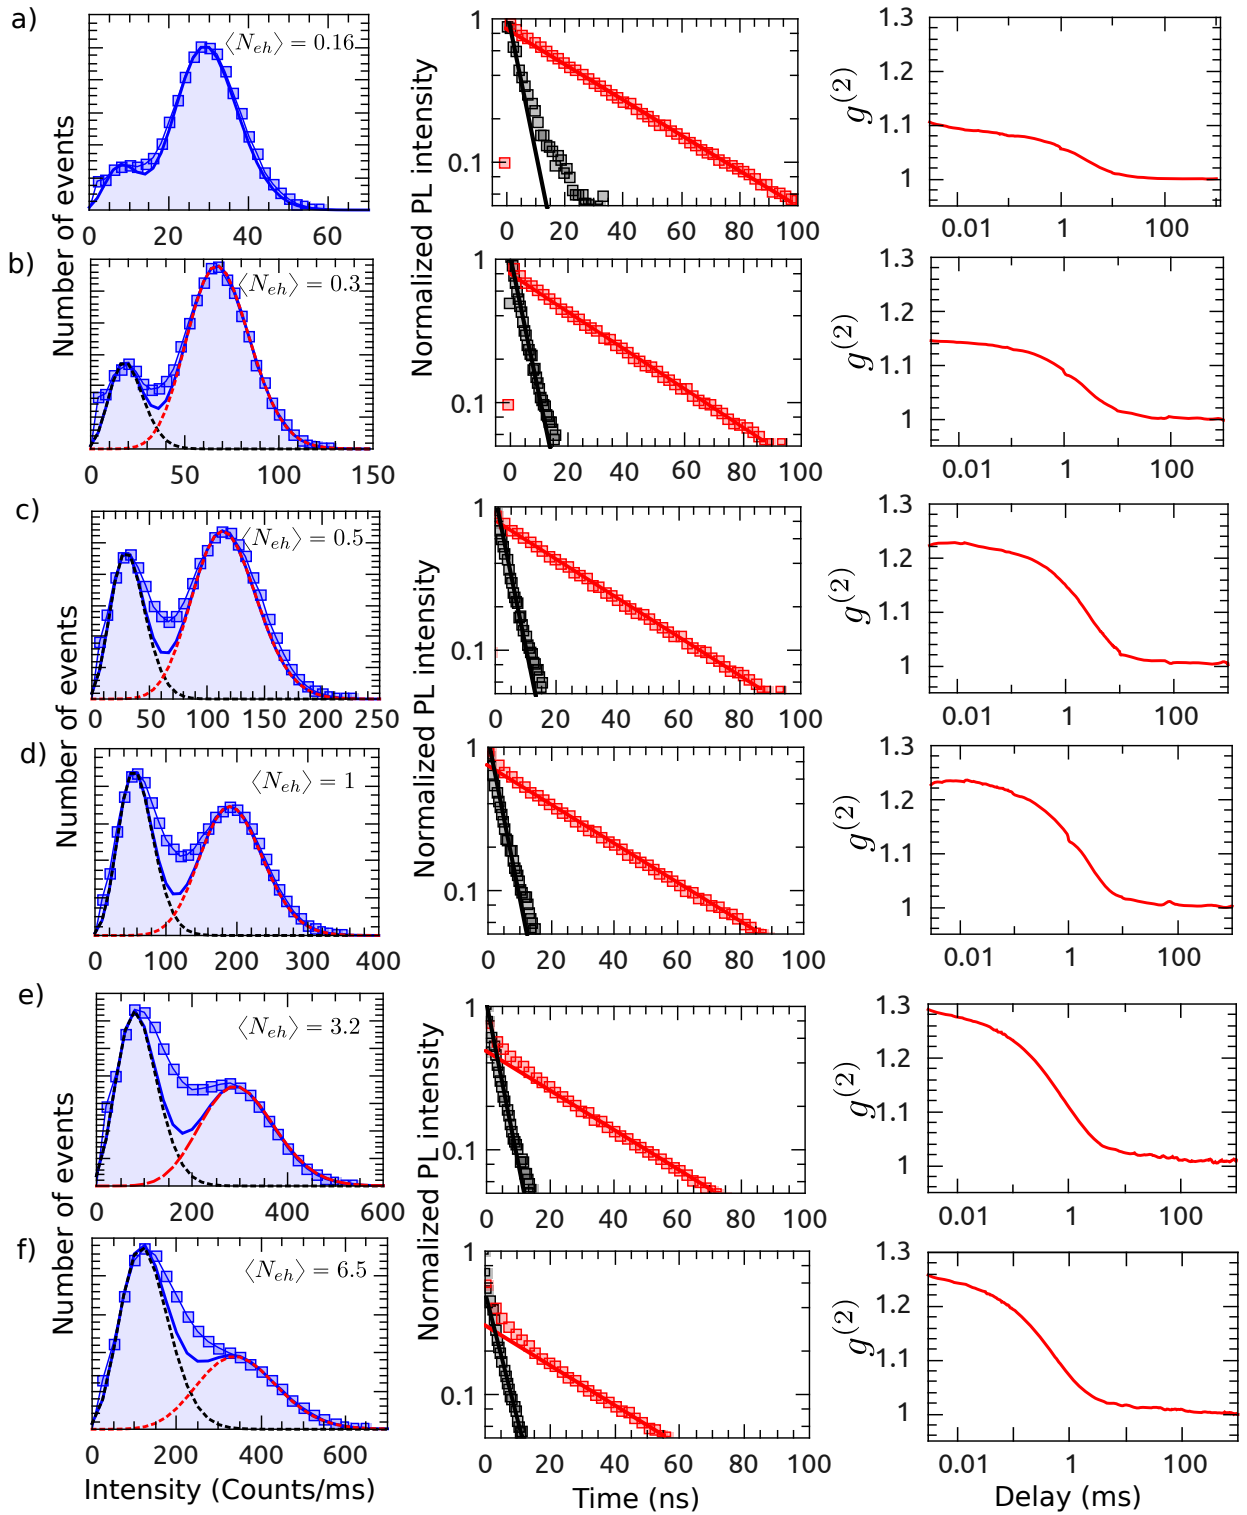 a)
Number of events
⟨N_eh⟩ = 0.16
0 20 40 60
Normalized PL intensity
1
0.1
0 20 40 60 80 100
g^(2)
1.3
1.2
1.1
1
0.01 1 100
b)
⟨N_eh⟩ = 0.3
0 50 100 150
1
0.1
0 20 40 60 80 100
g^(2)
1.3
1.2
1.1
1
0.01 1 100
c)
Number of events
⟨N_eh⟩ = 0.5
0 50 100 150 200 250
Normalized PL intensity
1
0.1
0 20 40 60 80 100
g^(2)
1.3
1.2
1.1
1
0.01 1 100
d)
⟨N_eh⟩ = 1
0 100 200 300 400
1
0.1
0 20 40 60 80 100
g^(2)
1.3
1.2
1.1
1
0.01 1 100
e)
Number of events
⟨N_eh⟩ = 3.2
0 200 400 600
Normalized PL intensity
1
0.1
0 20 40 60 80 100
g^(2)
1.3
1.2
1.1
1
0.01 1 100
f)
⟨N_eh⟩ = 6.5
0 200 400 600
Intensity (Counts/ms)
0.1
0 20 40 60 80 100
Time (ns)
g^(2)
1.3
1.2
1.1
1
0.01 1 100
Delay (ms)